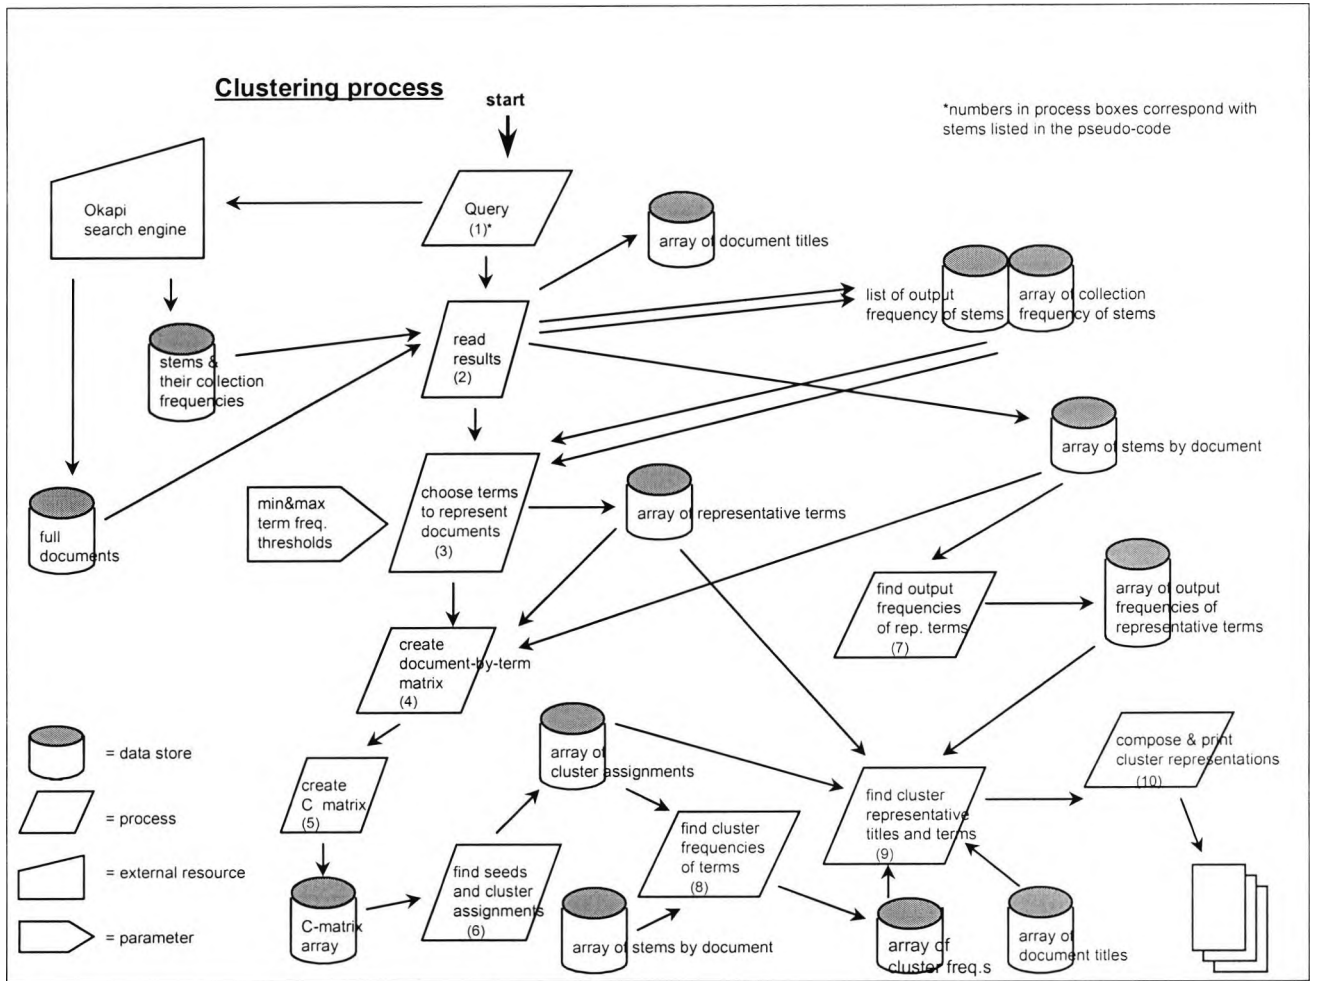 Clustering process
start
*numbers in process boxes correspond with
stems listed in the pseudo-code
Okapi
search engine
Query
(1)*
array of document titles
list of output
frequency of stems
array of collection
frequency of stems
read
results
(2)
stems &
their collection
frequencies
array of stems by document
min&max
term freq.
thresholds
choose terms
to represent
documents
(3)
array of representative terms
full
documents
find output
frequencies
of rep. terms
(7)
array of output
frequencies of
representative terms
create
document-by-term
matrix
(4)
= data store
= process
= external resource
= parameter
create
C matrix
(5)
array of
cluster assignments
find cluster
frequencies
of terms
(8)
find cluster
representative
titles and terms
(9)
compose & print
cluster representations
(10)
C-matrix
array
find seeds
and cluster
assignments
(6)
array of stems by document
array of
cluster freq.s
array of
document titles